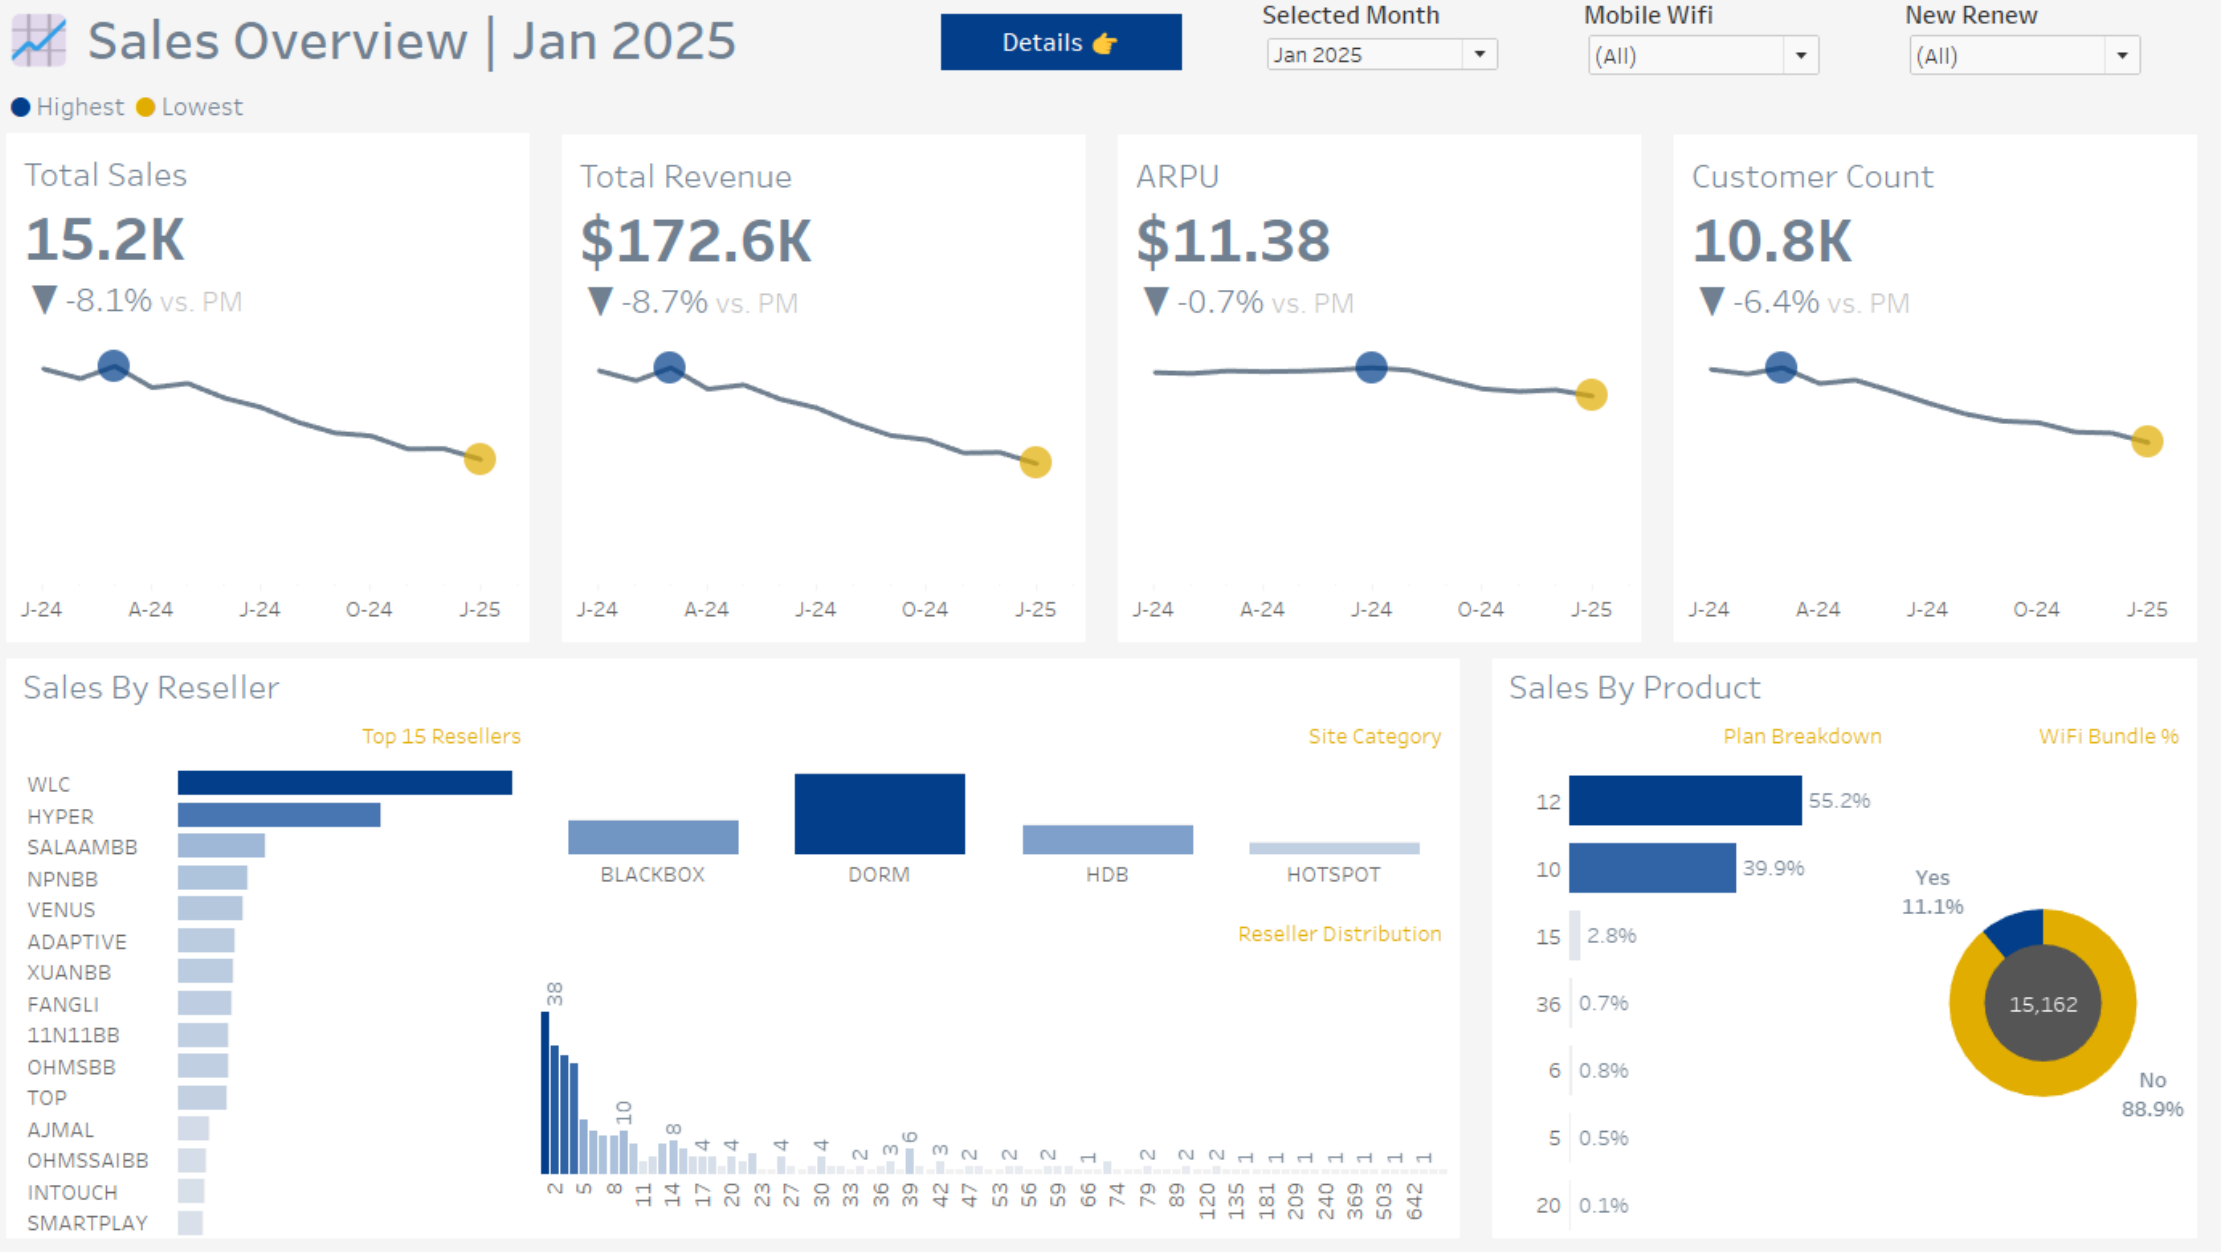 Sales Overview | Jan 2025
Details 👉
Selected Month
Jan 2025
Mobile Wifi
(All)
New Renew
(All)
Highest Lowest
Total Sales
15.2K
▼ -8.1% vs. PM
J-24 A-24 J-24 O-24 J-25
Total Revenue
$172.6K
▼ -8.7% vs. PM
J-24 A-24 J-24 O-24 J-25
ARPU
$11.38
▼ -0.7% vs. PM
J-24 A-24 J-24 O-24 J-25
Customer Count
10.8K
▼ -6.4% vs. PM
J-24 A-24 J-24 O-24 J-25
Sales By Reseller
Top 15 Resellers
WLC
HYPER
SALAAMBB
NPNBB
VENUS
ADAPTIVE
XUANBB
FANGLI
11N11BB
OHMSBB
TOP
AJMAL
OHMSSAIBB
INTOUCH
SMARTPLAY
Site Category
BLACKBOX DORM HDB HOTSPOT
Reseller Distribution
38 10 8 4 4 4 4 2 3 6 3 2 2 2 1 2 2 2 1 1 1 1 1 1 1
2 5 8 11 14 17 20 23 27 30 33 36 39 42 47 53 56 59 66 74 79 89 120 135 181 209 240 369 503 642
Sales By Product
Plan Breakdown
12 55.2%
10 39.9%
15 2.8%
36 0.7%
6 0.8%
5 0.5%
20 0.1%
WiFi Bundle %
Yes
11.1%
15,162
No
88.9%